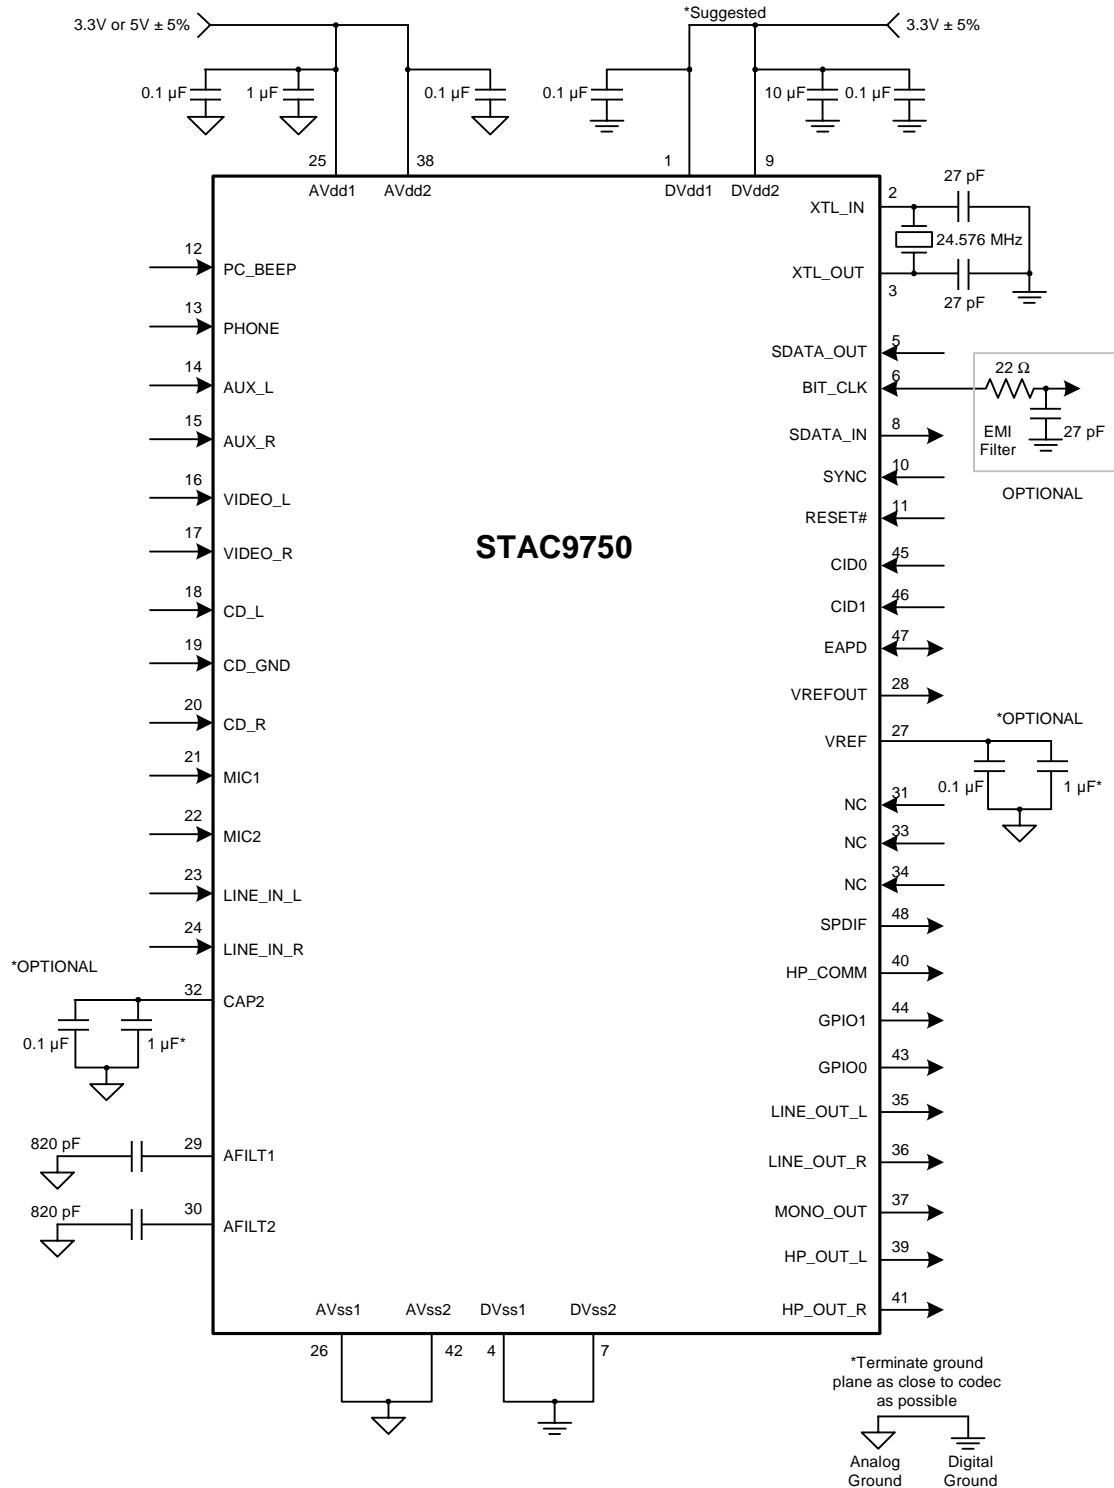 3.3V or 5V ± 5%
*Suggested
3.3V ± 5%
0.1 µF
1 µF
0.1 µF
0.1 µF
10 µF
0.1 µF
25
38
1
9
AVdd1
AVdd2
DVdd1
DVdd2
27 pF
2
XTL_IN
24.576 MHz
XTL_OUT
3
27 pF
12
PC_BEEP
13
PHONE
14
AUX_L
15
AUX_R
16
VIDEO_L
17
VIDEO_R
18
CD_L
19
CD_GND
20
CD_R
21
MIC1
22
MIC2
23
LINE_IN_L
24
LINE_IN_R
*OPTIONAL
32
CAP2
0.1 µF
1 µF*
820 pF
29
AFILT1
820 pF
30
AFILT2
STAC9750
SDATA_OUT
5
BIT_CLK
6
22 Ω
EMI
Filter
27 pF
OPTIONAL
SDATA_IN
8
SYNC
10
RESET#
11
CID0
45
CID1
46
EAPD
47
VREFOUT
28
VREF
27
*OPTIONAL
0.1 µF
1 µF*
NC
31
NC
33
NC
34
SPDIF
48
HP_COMM
40
GPIO1
44
GPIO0
43
LINE_OUT_L
35
LINE_OUT_R
36
MONO_OUT
37
HP_OUT_L
39
HP_OUT_R
41
AVss1
AVss2
DVss1
DVss2
26
42
4
7
*Terminate ground
plane as close to codec
as possible
Analog
Ground
Digital
Ground